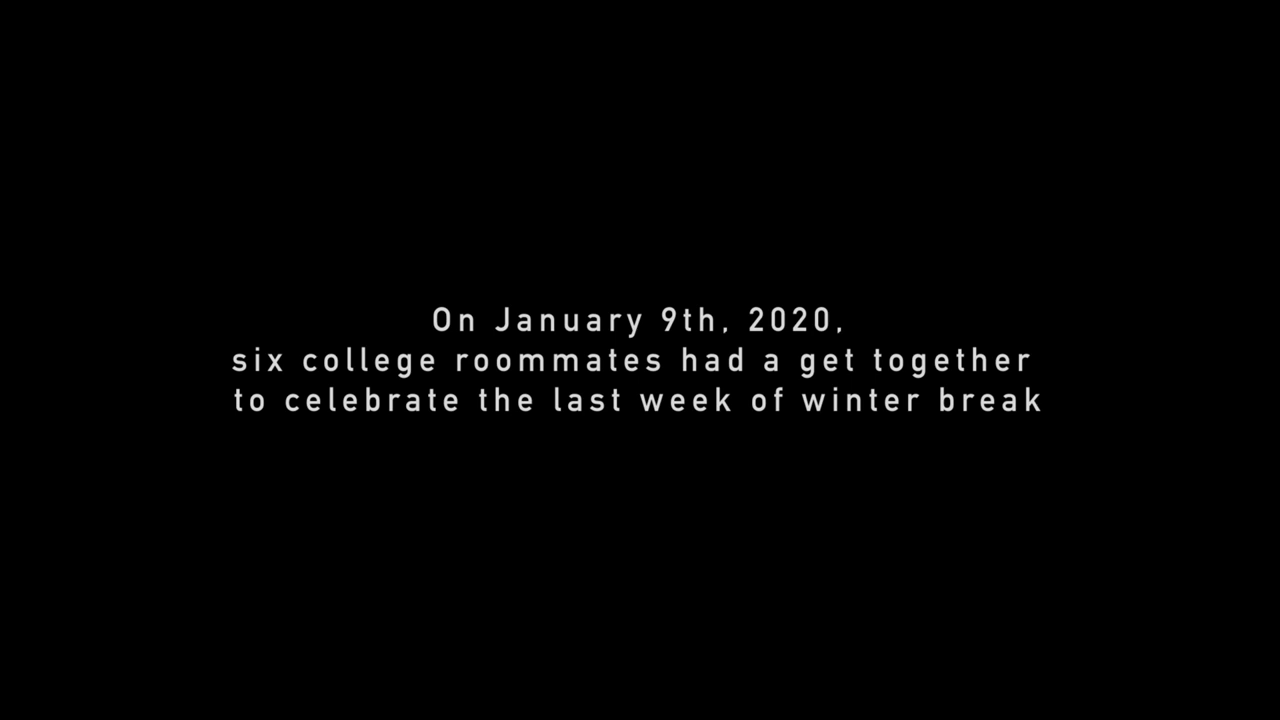 On January 9th, 2020,
six college roommates had a get together
to celebrate the last week of winter break